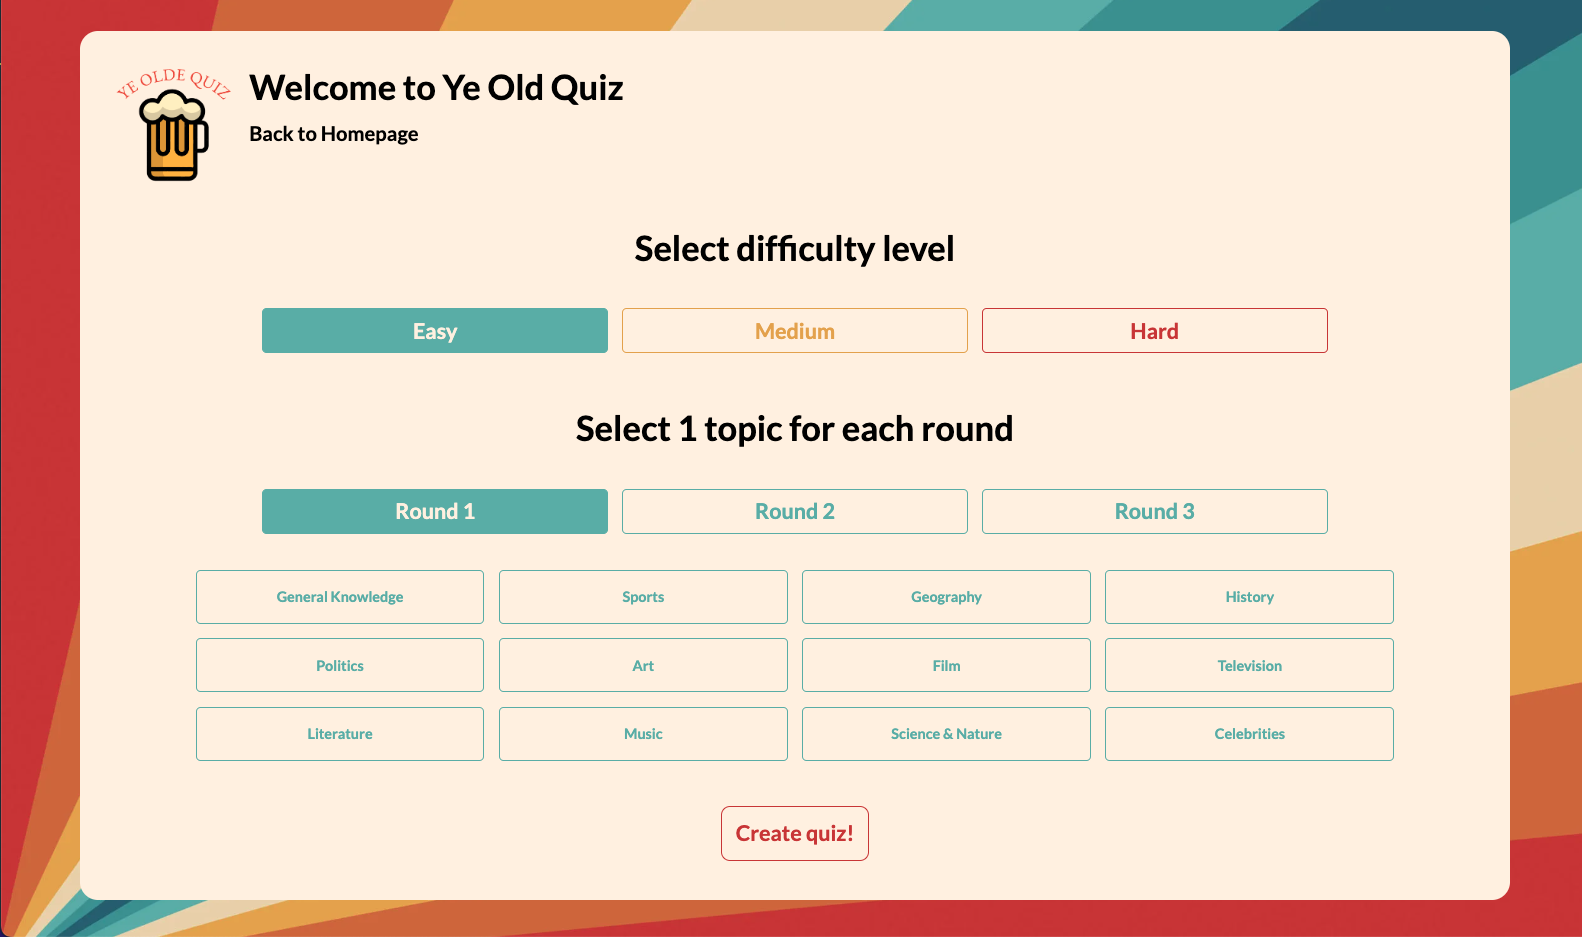 YE OLDE QUIZ
Welcome to Ye Old Quiz
Back to Homepage
Select difficulty level
Easy Medium Hard
Select 1 topic for each round
Round 1 Round 2 Round 3
General Knowledge Sports Geography History
Politics Art Film Television
Literature Music Science & Nature Celebrities
Create quiz!